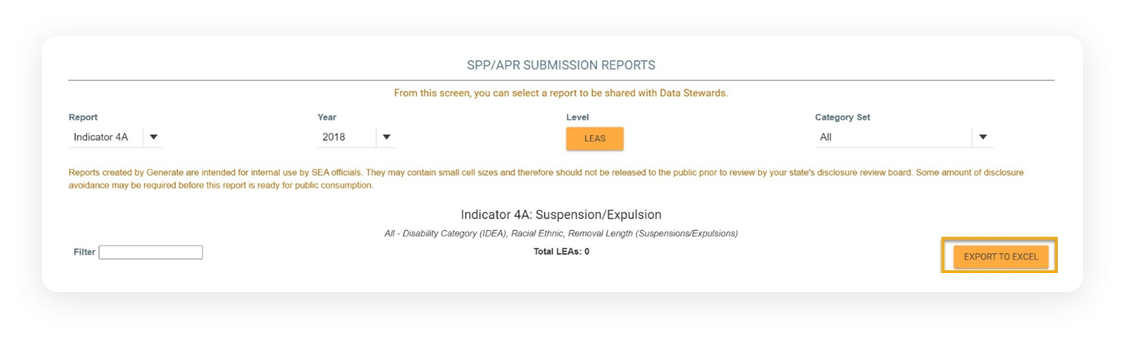 SPP/APR SUBMISSION REPORTS
From this screen, you can select a report to be shared with Data Stewards.
Report Year Level Category Set
Indicator 4A 2018 LEAS All
Reports created by Generate are intended for internal use by SEA officials. They may contain small cell sizes and therefore should not be released to the public prior to review by your state's disclosure review board. Some amount of disclosure
avoidance may be required before this report is ready for public consumption.
Indicator 4A: Suspension/Expulsion
All - Disability Category (IDEA), Racial Ethnic, Removal Length (Suspensions/Expulsions)
Filter Total LEAs: 0 EXPORT TO EXCEL